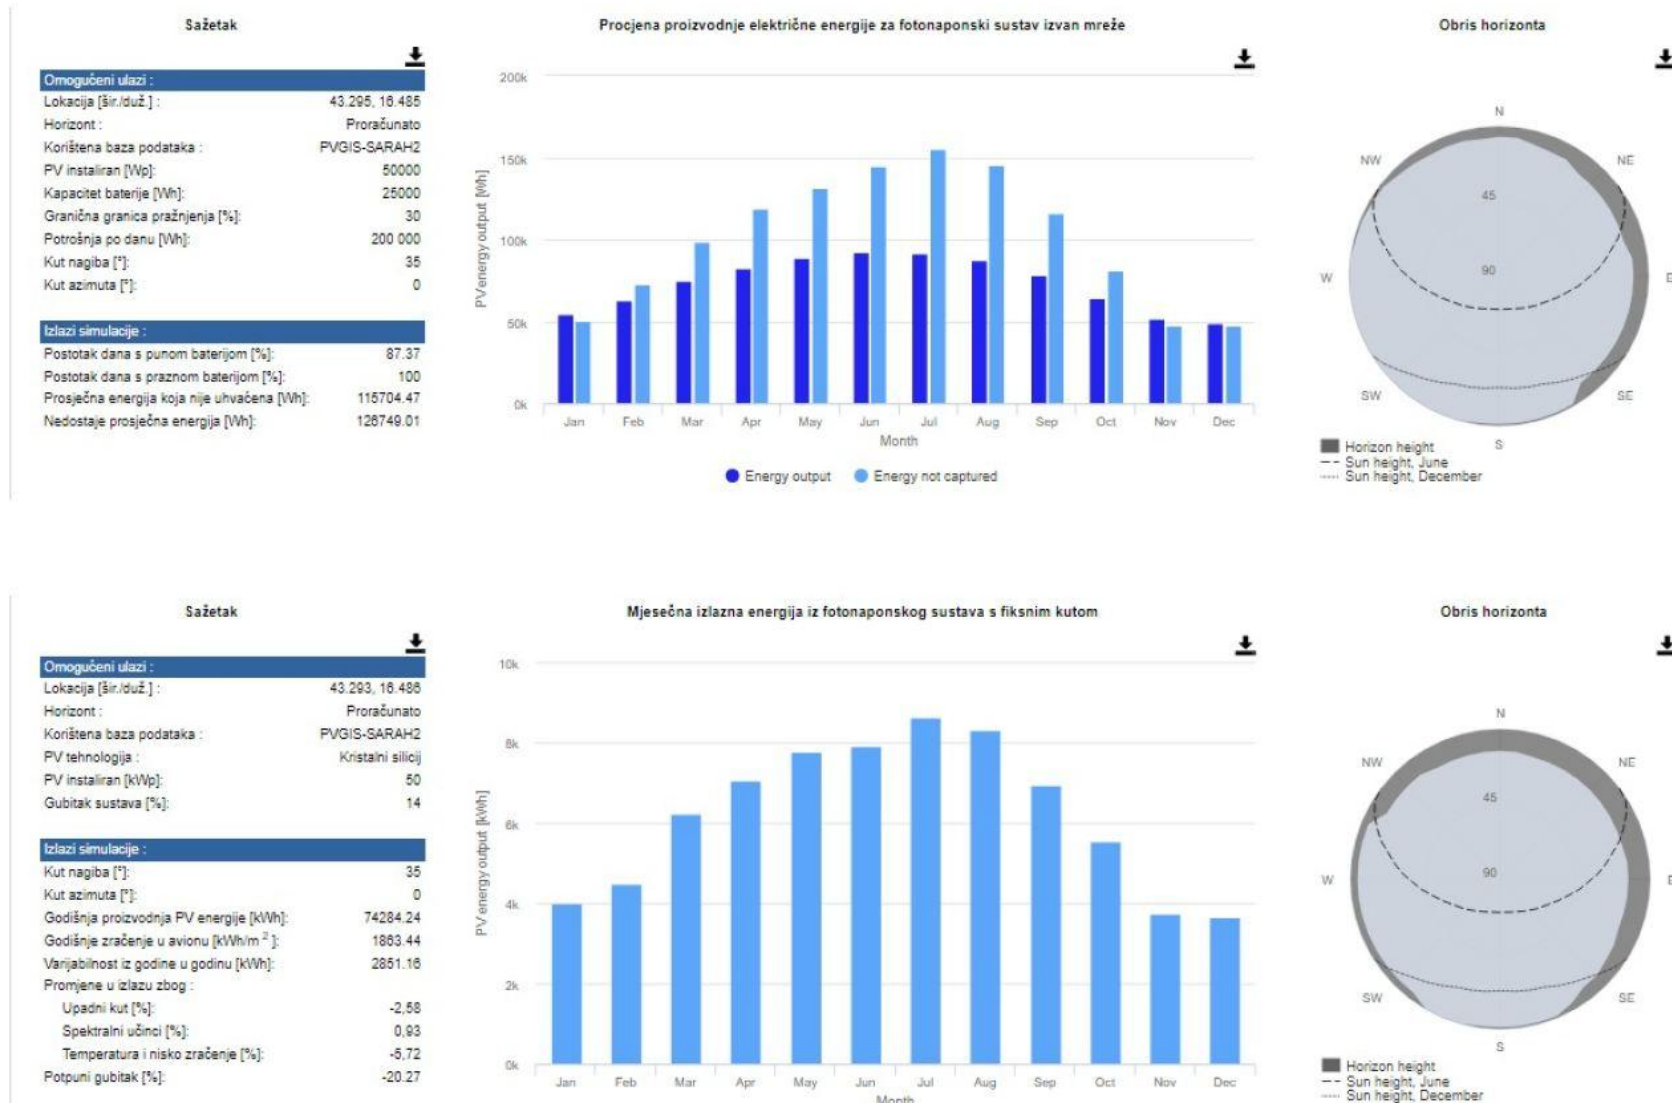 Sažetak
Omogućeni ulazi :
Lokacija [šir./duž.] : 43.295, 16.485
Horizont : Proračunato
Korištena baza podataka : PVGIS-SARAH2
PV instaliran [Wp]: 50000
Kapacitet baterije [Wh]: 25000
Granična granica pražnjenja [%]: 30
Potrošnja po danu [Wh]: 200 000
Kut nagiba [°]: 35
Kut azimuta [°]: 0
Izlazi simulacije :
Postotak dana s punom baterijom [%]: 87.37
Postotak dana s praznom baterijom [%]: 100
Prosječna energija koja nije uhvaćena [Wh]: 115704.47
Nedostaje prosječna energija [Wh]: 126749.01
Procjena proizvodnje električne energije za fotonaponski sustav izvan mreže
PV energy output [Wh]
200k
150k
100k
50k
0k
Jan Feb Mar Apr May Jun Jul Aug Sep Oct Nov Dec
Month
Energy output Energy not captured
Obris horizonta
N
NW NE
45
W 90 E
SW SE
S
Horizon height
Sun height, June
Sun height, December
Sažetak
Omogućeni ulazi :
Lokacija [šir./duž.] : 43.293, 16.486
Horizont : Proračunato
Korištena baza podataka : PVGIS-SARAH2
PV tehnologija : Kristalni silicij
PV instaliran [kWp]: 50
Gubitak sustava [%]: 14
Izlazi simulacije :
Kut nagiba [°]: 35
Kut azimuta [°]: 0
Godišnja proizvodnja PV energije [kWh]: 74284.24
Godišnje zračenje u avionu [kWh/m ² ]: 1863.44
Varijabilnost iz godine u godinu [kWh]: 2851.16
Promjene u izlazu zbog :
Upadni kut [%]: -2,58
Spektralni učinci [%]: 0,93
Temperatura i nisko zračenje [%]: -5,72
Potpuni gubitak [%]: -20.27
Mjesečna izlazna energija iz fotonaponskog sustava s fiksnim kutom
PV energy output [kWh]
10k
8k
6k
4k
2k
0k
Jan Feb Mar Apr May Jun Jul Aug Sep Oct Nov Dec
Month
Obris horizonta
N
NW NE
45
W 90 E
SW SE
S
Horizon height
Sun height, June
Sun height, December